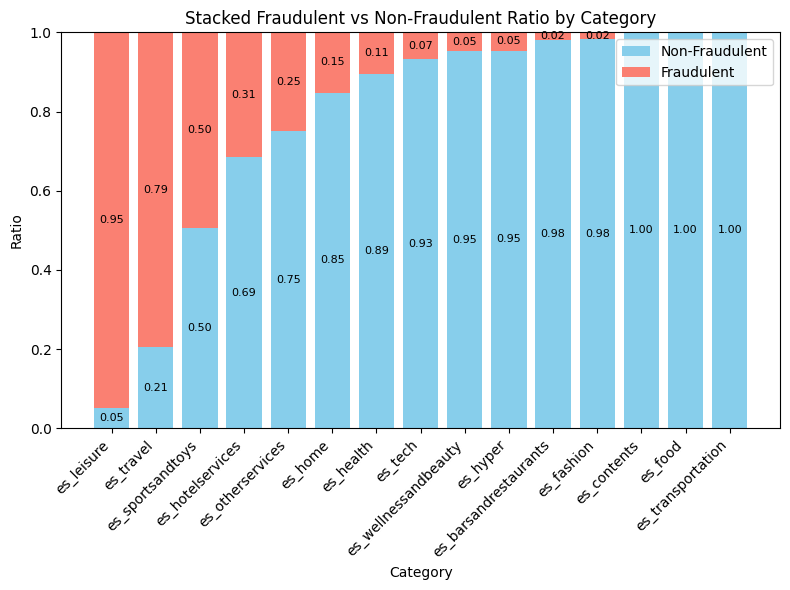 Stacked Fraudulent vs Non-Fraudulent Ratio by Category
Ratio
1.0
0.8
0.6
0.4
0.2
0.0
Non-Fraudulent
Fraudulent
0.95
0.05
0.79
0.21
0.50
0.50
0.31
0.69
0.25
0.75
0.15
0.85
0.11
0.89
0.07
0.93
0.05
0.95
0.05
0.95
0.02
0.98
0.02
0.98
1.00
1.00
1.00
es_leisure
es_travel
es_sportsandtoys
es_hotelservices
es_otherservices
es_home
es_health
es_tech
es_wellnessandbeauty
es_hyper
es_barsandrestaurants
es_fashion
es_contents
es_food
es_transportation
Category